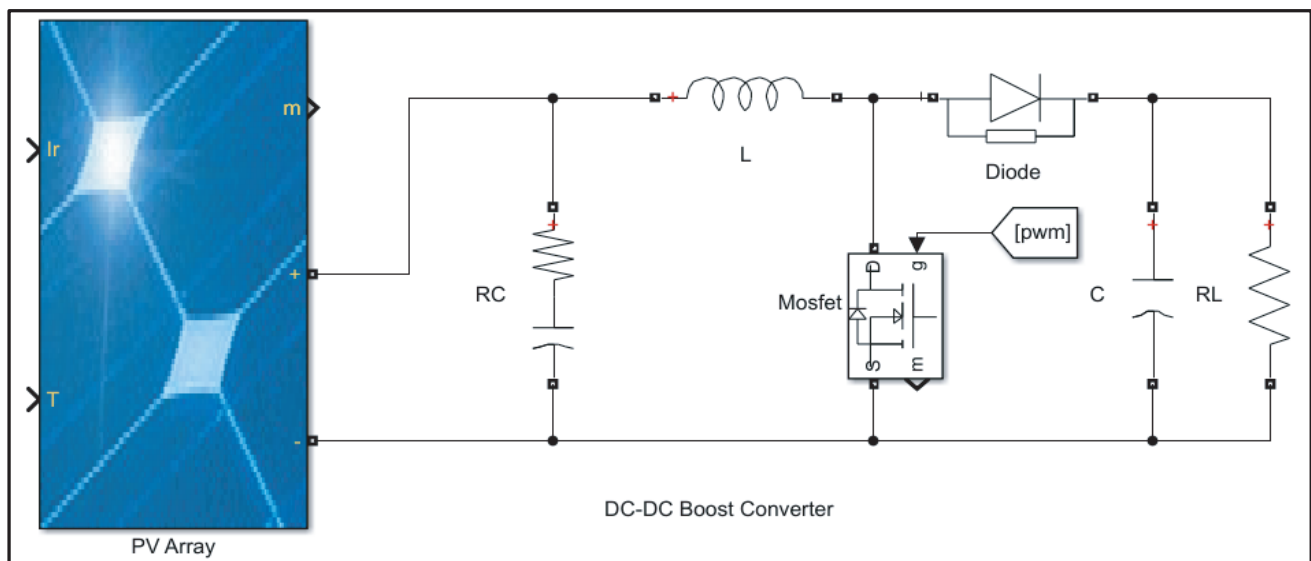 m
Ir
L
Diode
[pwm]
+
RC
D
g
Mosfet
C
RL
S
m
T
-
DC-DC Boost Converter
PV Array